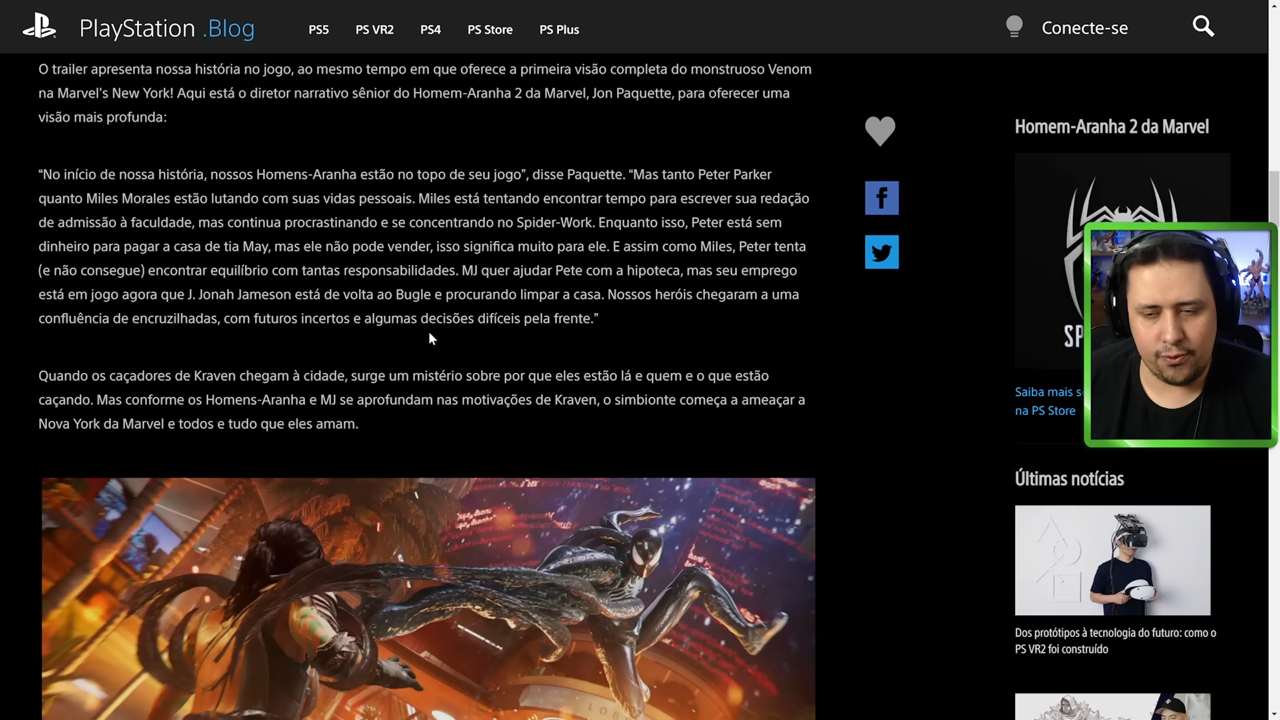 PlayStation .Blog
PS5
PS VR2
PS4
PS Store
PS Plus
Conecte-se
O trailer apresenta nossa história no jogo, ao mesmo tempo em que oferece a primeira visão completa do monstruoso Venom
na Marvel's New York! Aqui está o diretor narrativo sênior do Homem-Aranha 2 da Marvel, Jon Paquette, para oferecer uma
visão mais profunda:
“No início de nossa história, nossos Homens-Aranha estão no topo de seu jogo”, disse Paquette. “Mas tanto Peter Parker
quanto Miles Morales estão lutando com suas vidas pessoais. Miles está tentando encontrar tempo para escrever sua redação
de admissão à faculdade, mas continua procrastinando e se concentrando no Spider-Work. Enquanto isso, Peter está sem
dinheiro para pagar a casa de tia May, mas ele não pode vender, isso significa muito para ele. E assim como Miles, Peter tenta
(e não consegue) encontrar equilíbrio com tantas responsabilidades. MJ quer ajudar Pete com a hipoteca, mas seu emprego
está em jogo agora que J. Jonah Jameson está de volta ao Bugle e procurando limpar a casa. Nossos heróis chegaram a uma
confluência de encruzilhadas, com futuros incertos e algumas decisões difíceis pela frente.”
Quando os caçadores de Kraven chegam à cidade, surge um mistério sobre por que eles estão lá e quem e o que estão
caçando. Mas conforme os Homens-Aranha e MJ se aprofundam nas motivações de Kraven, o simbionte começa a ameaçar a
Nova York da Marvel e todos e tudo que eles amam.
Homem-Aranha 2 da Marvel
Saiba mais
na PS Store
Últimas notícias
Dos protótipos à tecnologia do futuro: como o
PS VR2 foi construído